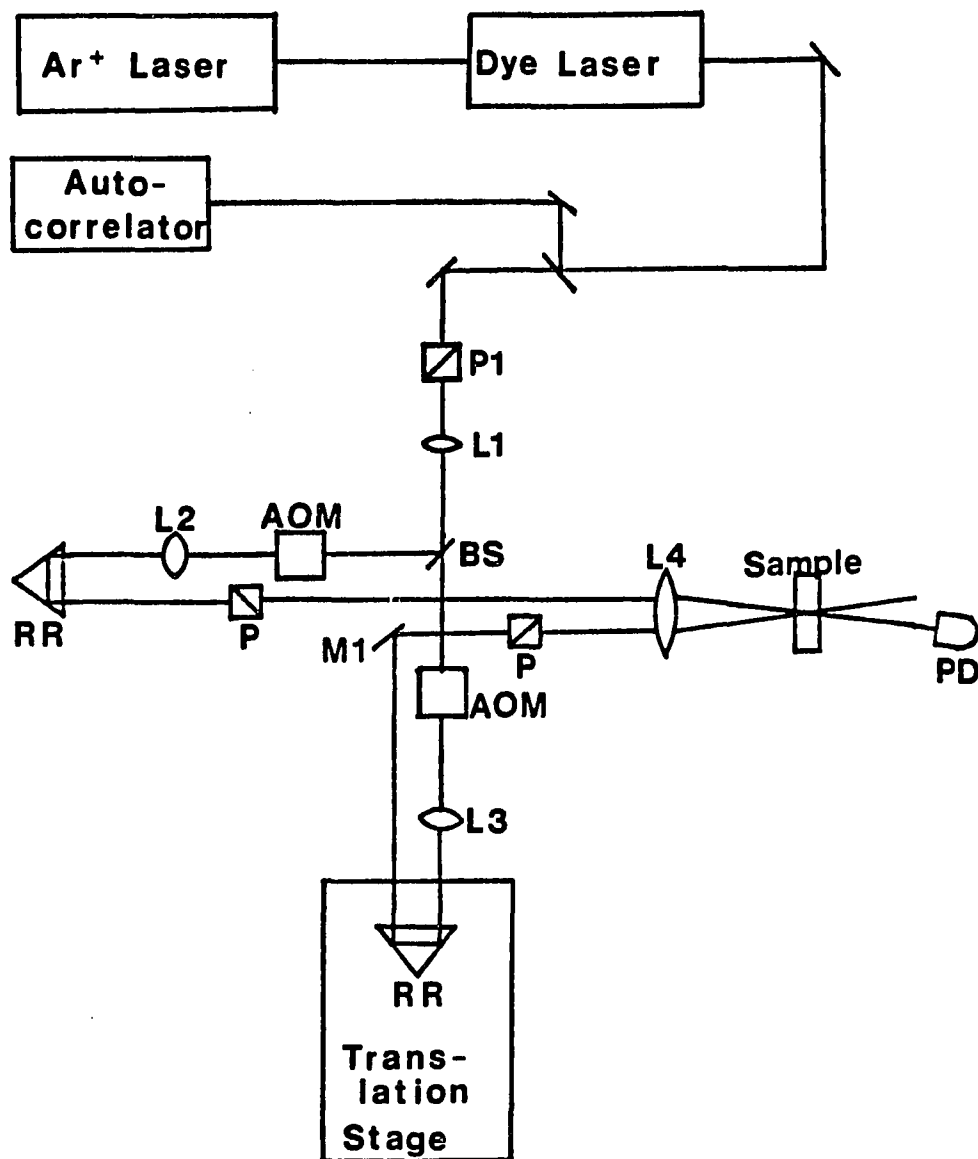 Ar+ Laser
Dye Laser
Auto-
correlator
P1
L1
L2
AOM
BS
L4
Sample
RR
P
M1
P
PD
AOM
L3
RR
Trans-
lation
Stage